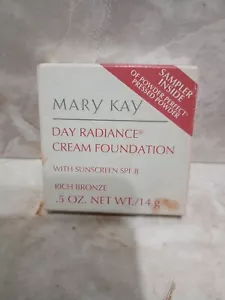 SAMPLER
INSIDE
OF POWDER PERFECT®
PRESSED POWDER
MARY KAY
DAY RADIANCE®
CREAM FOUNDATION
WITH SUNSCREEN SPF 8
RICH BRONZE
.5 OZ. NET WT./14 g